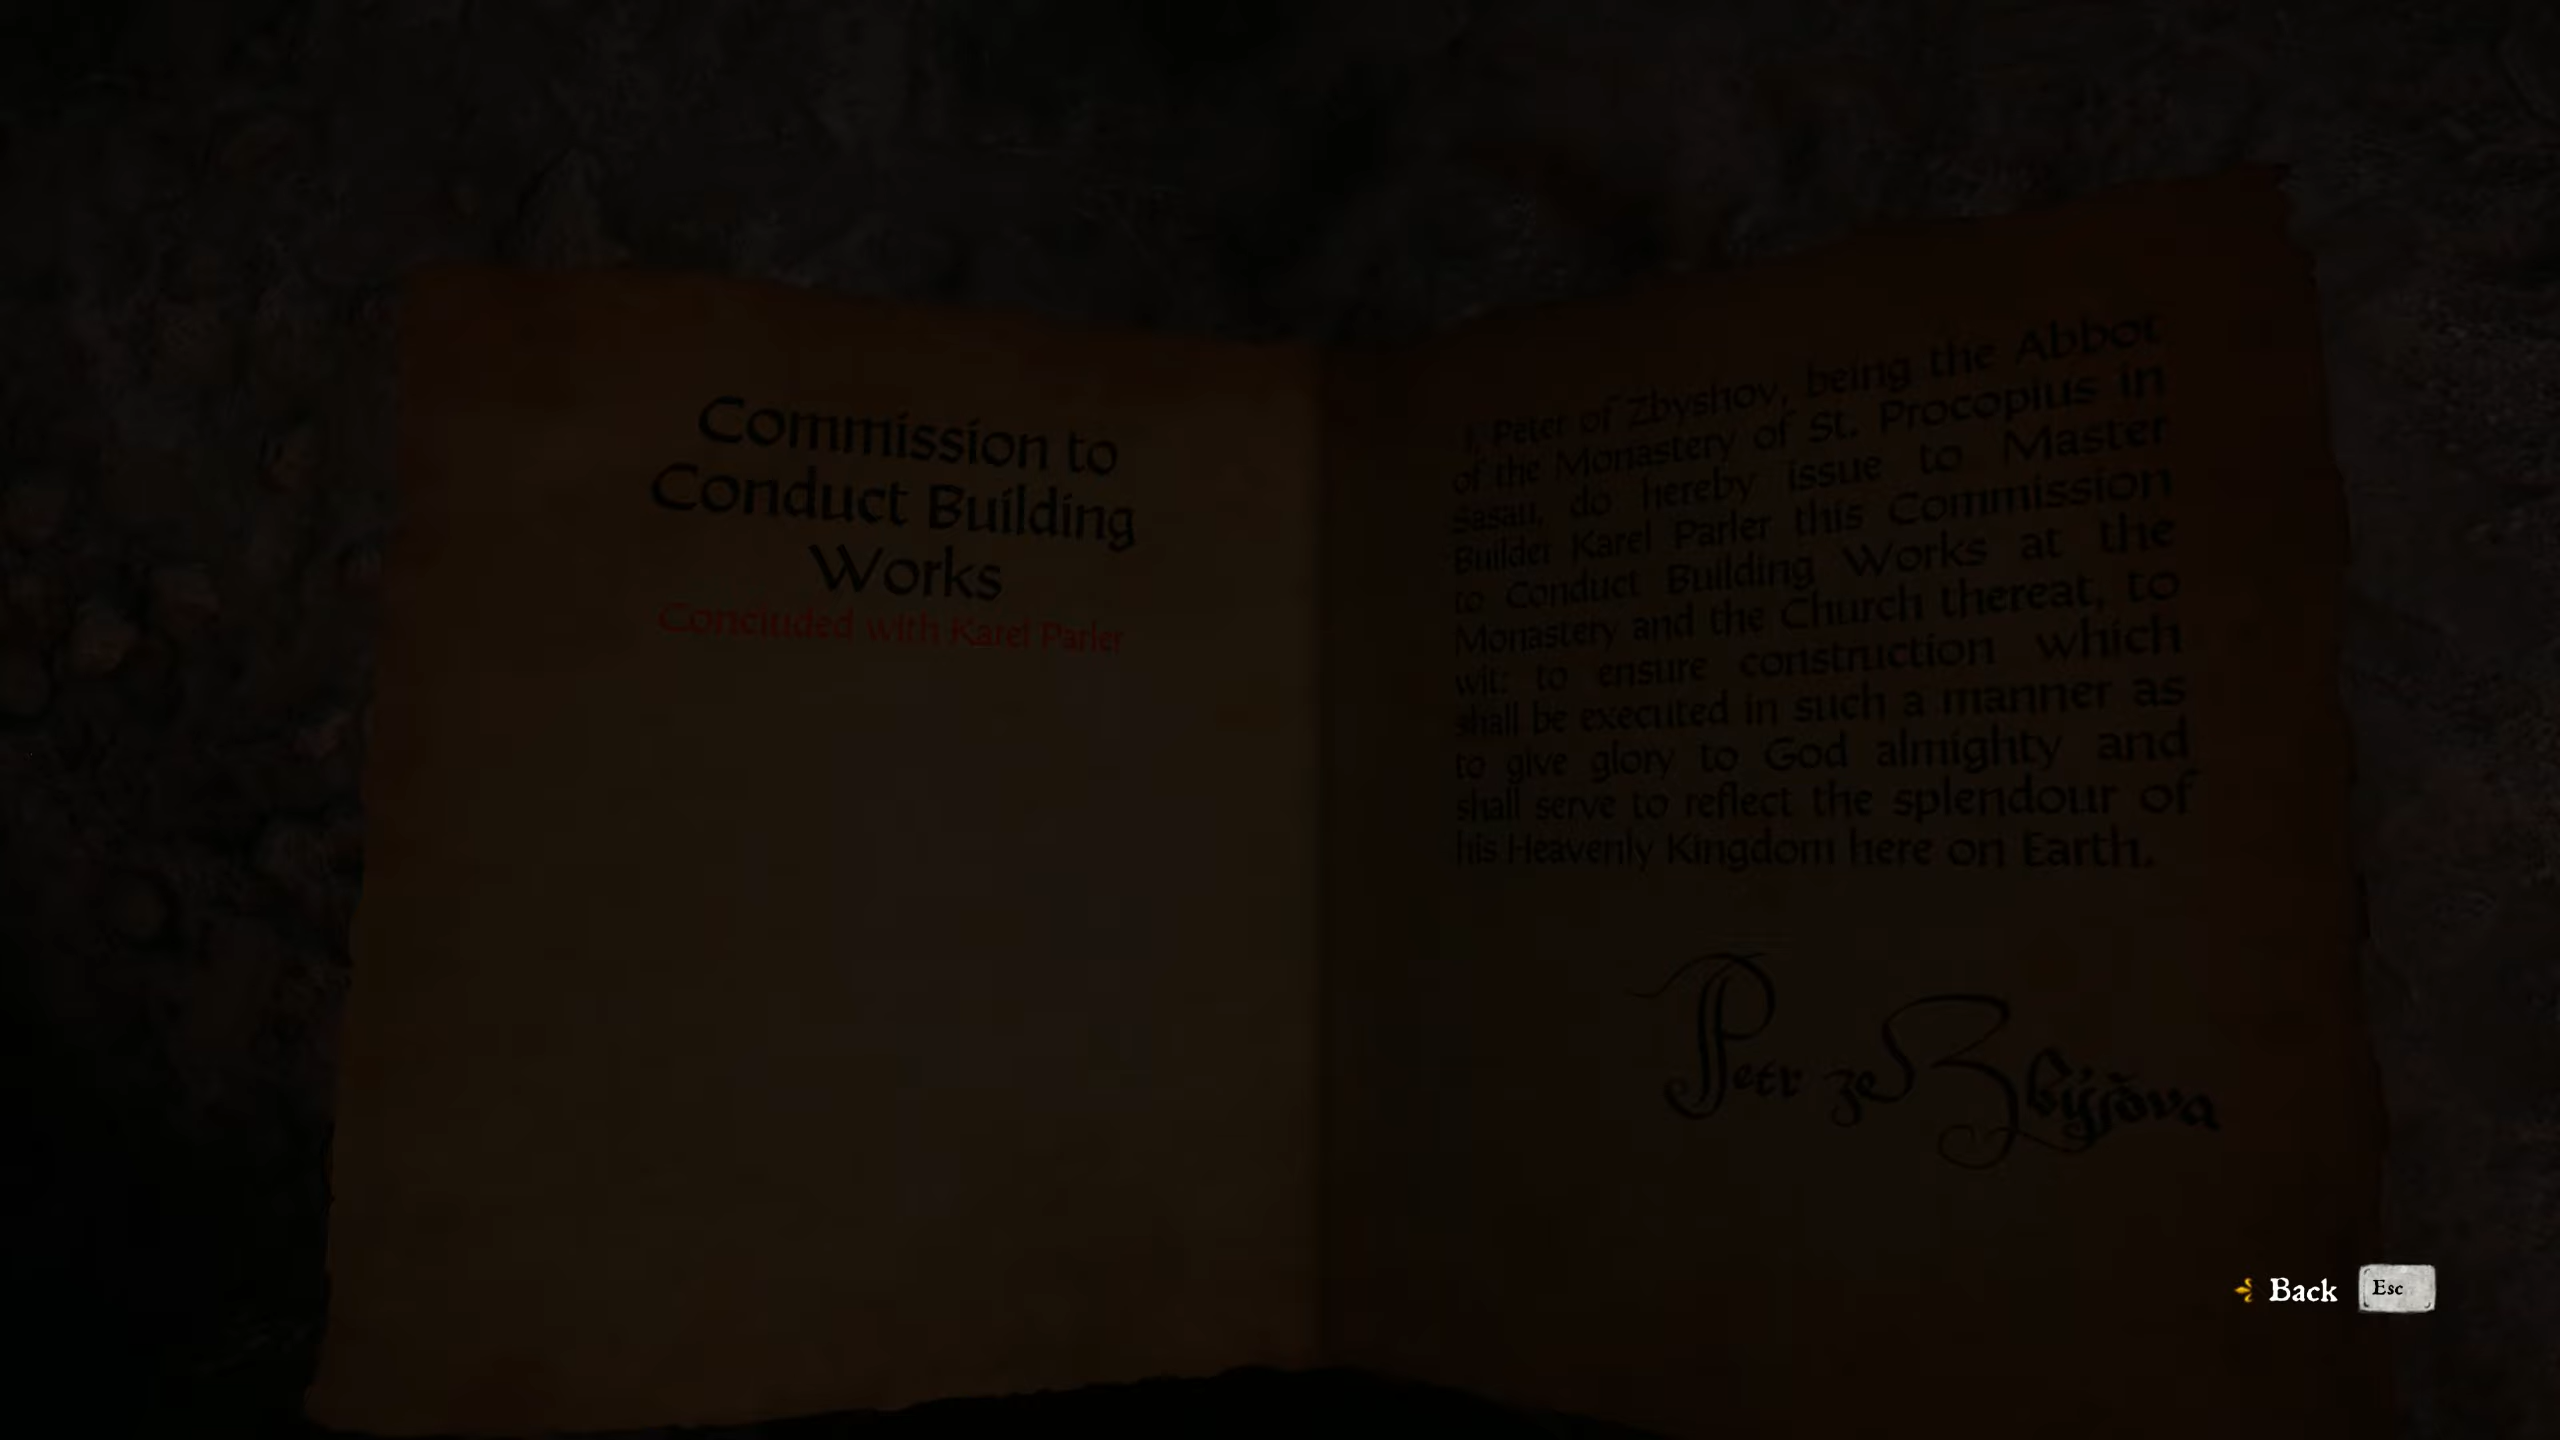 Commission to
Conduct Building
Works
Concluded with Karel Parler
I, Peter of Zbyshov, being the Abbot
of the Monastery of St. Procopius in
Sasau, do hereby issue to Master
Builder Karel Parler this Commission
to Conduct Building Works at the
Monastery and the Church thereat, to
wit: to ensure construction which
shall be executed in such a manner as
to give glory to God almighty and
shall serve to reflect the splendour of
his Heavenly Kingdom here on Earth.
Petr ze Zbyšova
Back Esc